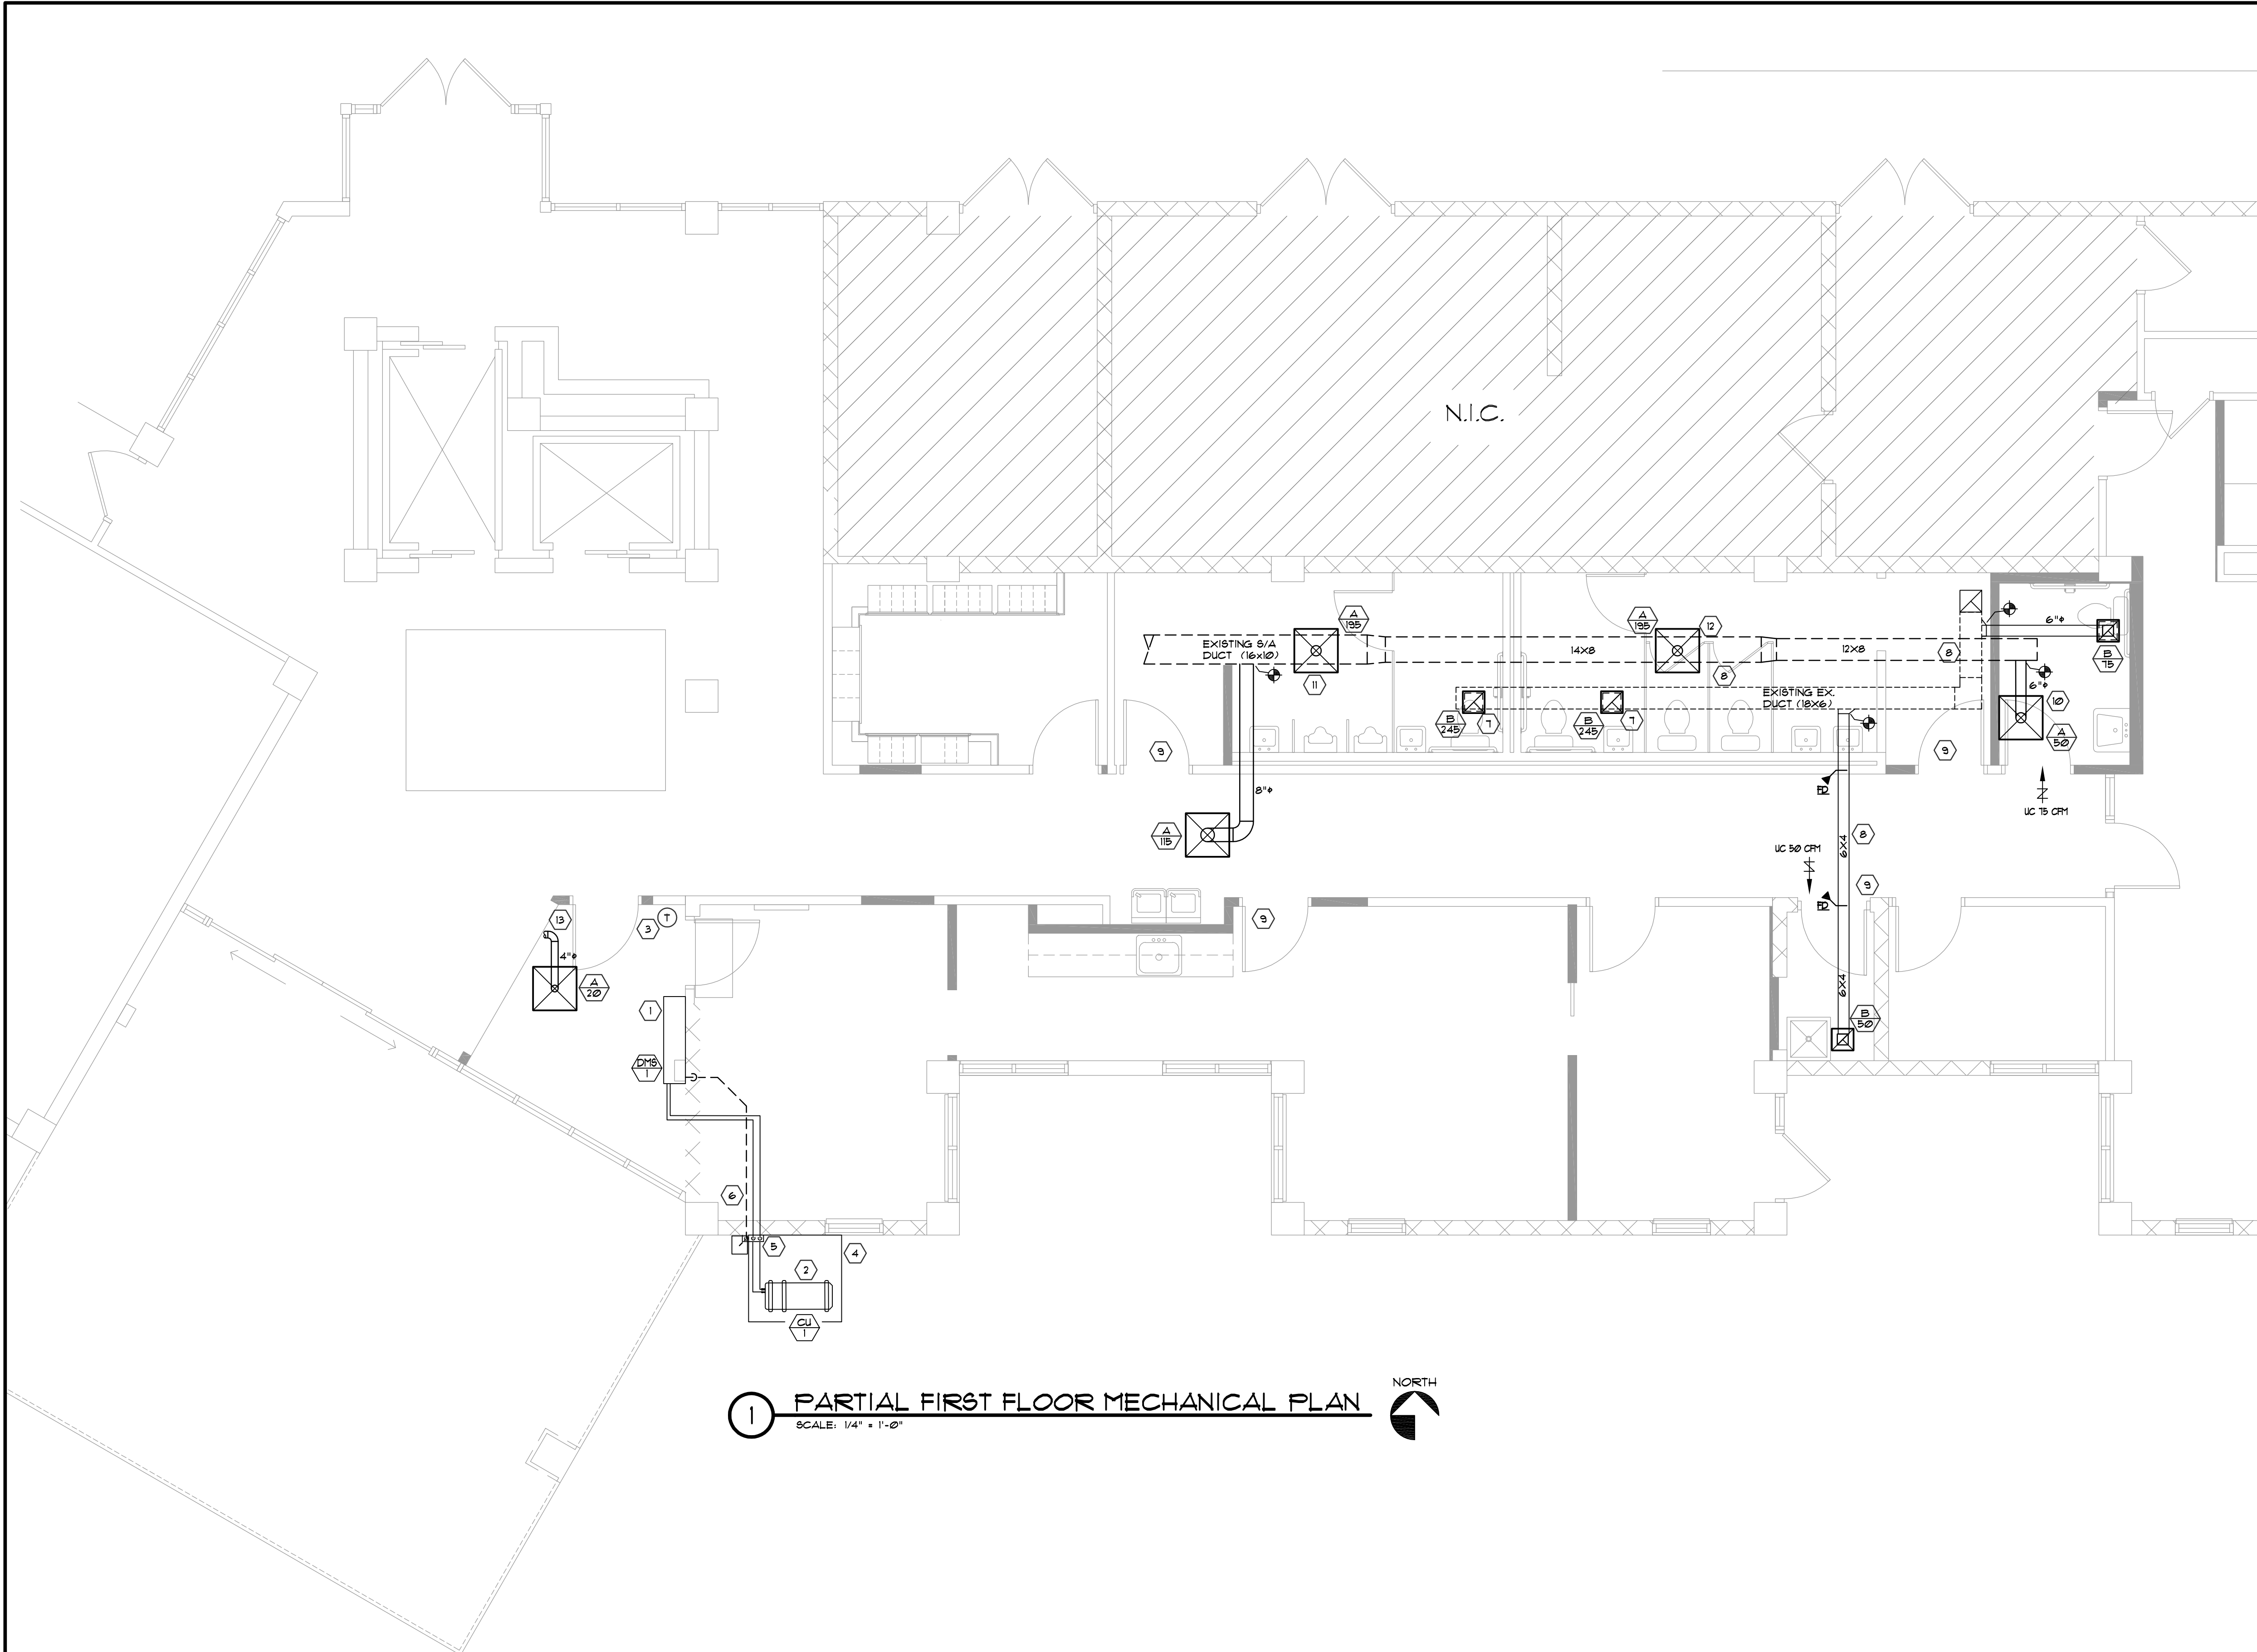 N.I.C.
A
195
A
195
12
EXISTING S/A
DUCT (16x10)
14X8
12X8
8
6"ø
B
75
11
8
6"ø
10
EXISTING EX.
DUCT (18X6)
B
245
7
B
245
7
A
50
9
9
8"ø
FD
UC 75 CFM
A
115
6X4
8
UC 50 CFM
9
FD
13
3
T
9
4"ø
A
20
6X4
1
B
50
DMS
1
6
5
4
2
CU
1
1
PARTIAL FIRST FLOOR MECHANICAL PLAN
SCALE: 1/4" = 1'-0"
NORTH